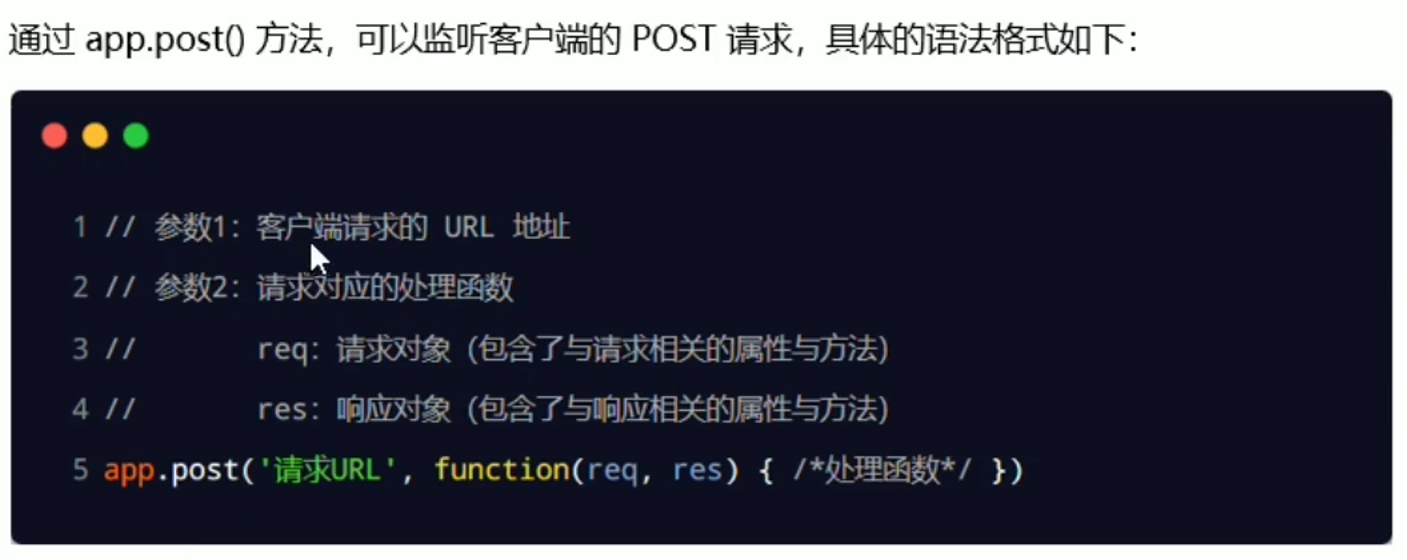 通过 app.post() 方法，可以监听客户端的 POST 请求，具体的语法格式如下：
1 // 参数1：客户端请求的 URL 地址
2 // 参数2：请求对应的处理函数
3 //       req：请求对象（包含了与请求相关的属性与方法）
4 //       res：响应对象（包含了与响应相关的属性与方法）
5 app.post('请求URL', function(req, res) { /*处理函数*/ })